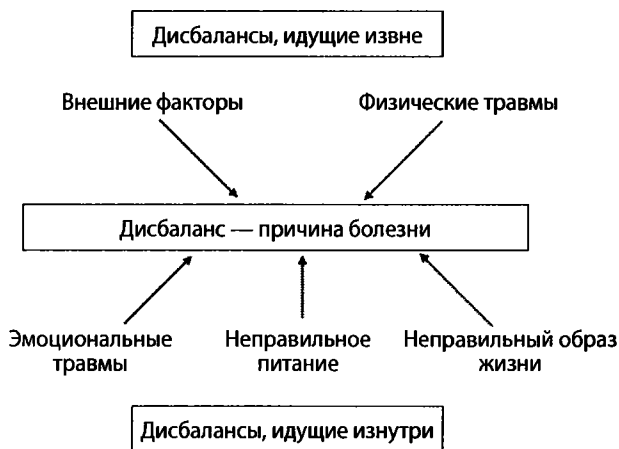 Дисбалансы, идущие извне
Внешние факторы
Физические травмы
Дисбаланс — причина болезни
Эмоциональные
травмы
Неправильное
питание
Неправильный образ
жизни
Дисбалансы, идущие изнутри